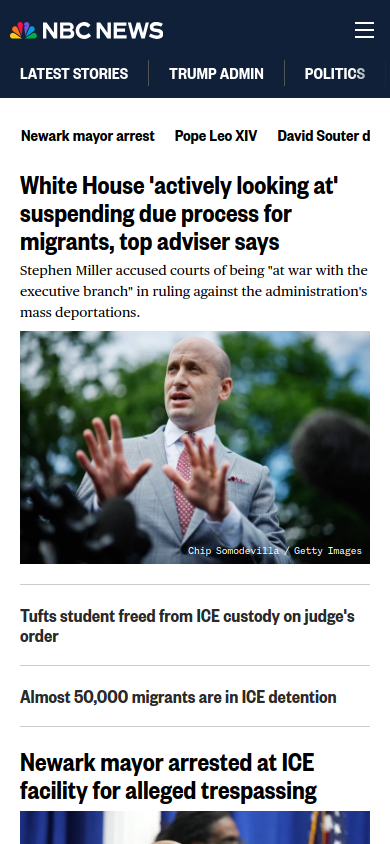 NBC NEWS
LATEST STORIES
TRUMP ADMIN
POLITICS
Newark mayor arrest
Pope Leo XIV
David Souter d
White House 'actively looking at'
suspending due process for
migrants, top adviser says
Stephen Miller accused courts of being "at war with the
executive branch" in ruling against the administration's
mass deportations.
Chip Somodevilla / Getty Images
Tufts student freed from ICE custody on judge's
order
Almost 50,000 migrants are in ICE detention
Newark mayor arrested at ICE
facility for alleged trespassing